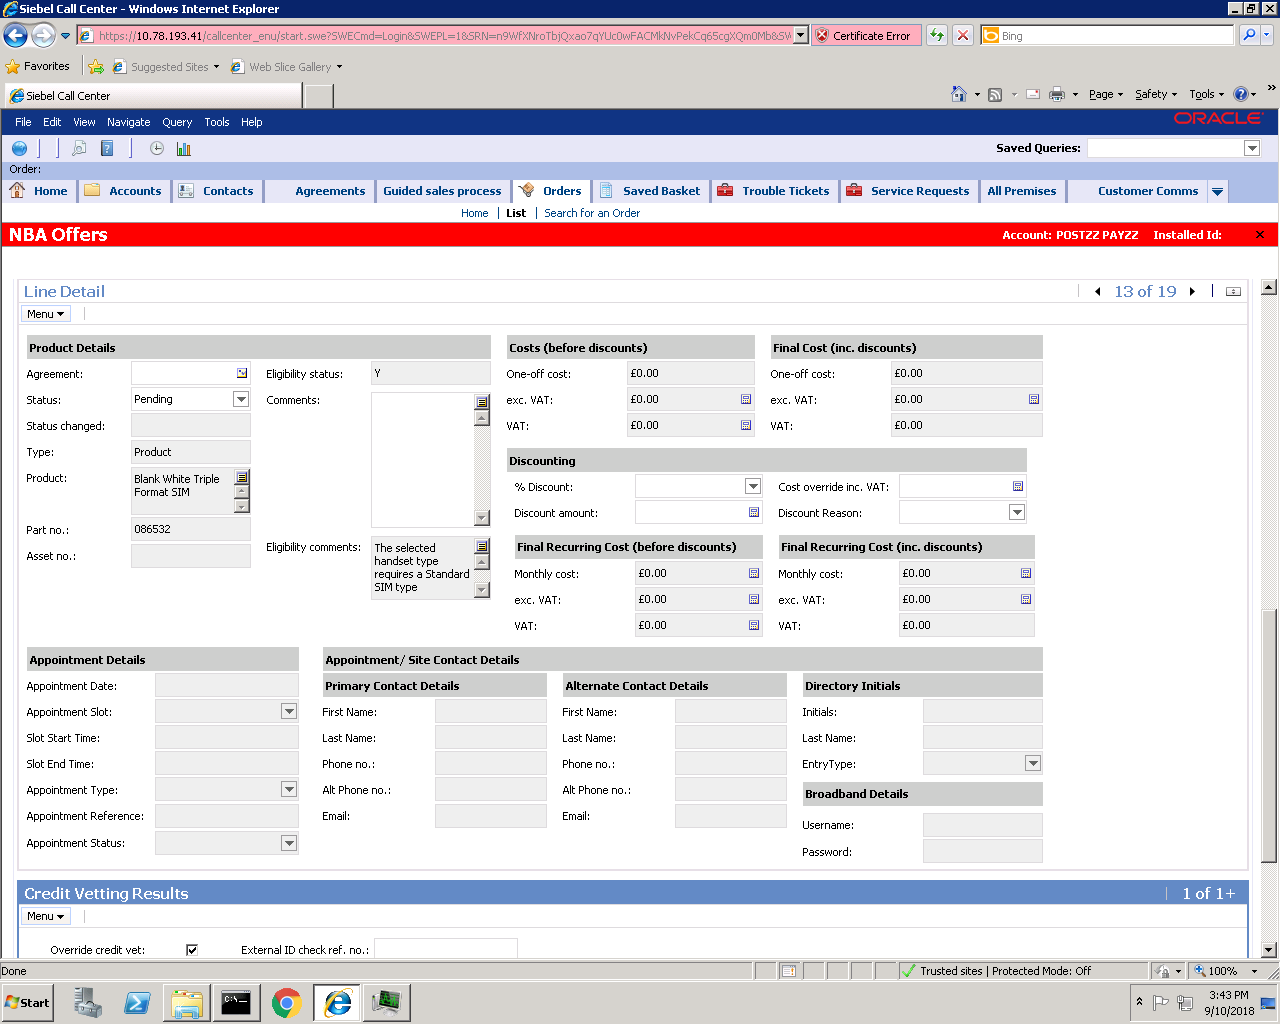 Siebel Call Center - Windows Internet Explorer
https://10.78.193.41/callcenter_enu/start.swe?SWECmd=Login&SWEPL=1&SRN=n9WfXNroTbjQxao7qYUc0wFACMkNvPekCq65cgXQm0Mb&SW
Certificate Error
Bing
Favorites
Suggested Sites
Web Slice Gallery
Siebel Call Center
Page
Safety
Tools
File Edit View Navigate Query Tools Help
ORACLE
Saved Queries:
Order:
Home
Accounts
Contacts
Agreements
Guided sales process
Orders
Saved Basket
Trouble Tickets
Service Requests
All Premises
Customer Comms
Home | List | Search for an Order
NBA Offers
Account: POSTZZ PAYZZ Installed Id:
Line Detail
13 of 19
Menu
Product Details
Agreement:
Status: Pending
Status changed:
Type: Product
Product: Blank White Triple
Format SIM
Part no.: 086532
Asset no.:
Eligibility status: Y
Comments:
Eligibility comments: The selected
handset type
requires a Standard
SIM type
Costs (before discounts)
One-off cost: £0.00
exc. VAT: £0.00
VAT: £0.00
Final Cost (inc. discounts)
One-off cost: £0.00
exc. VAT: £0.00
VAT: £0.00
Discounting
% Discount:
Discount amount:
Cost override inc. VAT:
Discount Reason:
Final Recurring Cost (before discounts)
Monthly cost: £0.00
exc. VAT: £0.00
VAT: £0.00
Final Recurring Cost (inc. discounts)
Monthly cost: £0.00
exc. VAT: £0.00
VAT: £0.00
Appointment Details
Appointment Date:
Appointment Slot:
Slot Start Time:
Slot End Time:
Appointment Type:
Appointment Reference:
Appointment Status:
Appointment/ Site Contact Details
Primary Contact Details
First Name:
Last Name:
Phone no.:
Alt Phone no.:
Email:
Alternate Contact Details
First Name:
Last Name:
Phone no.:
Alt Phone no.:
Email:
Directory Initials
Initials:
Last Name:
EntryType:
Broadband Details
Username:
Password:
Credit Vetting Results
1 of 1+
Menu
Override credit vet:
External ID check ref. no.:
Done
Trusted sites | Protected Mode: Off
100%
Start
3:43 PM
9/10/2018